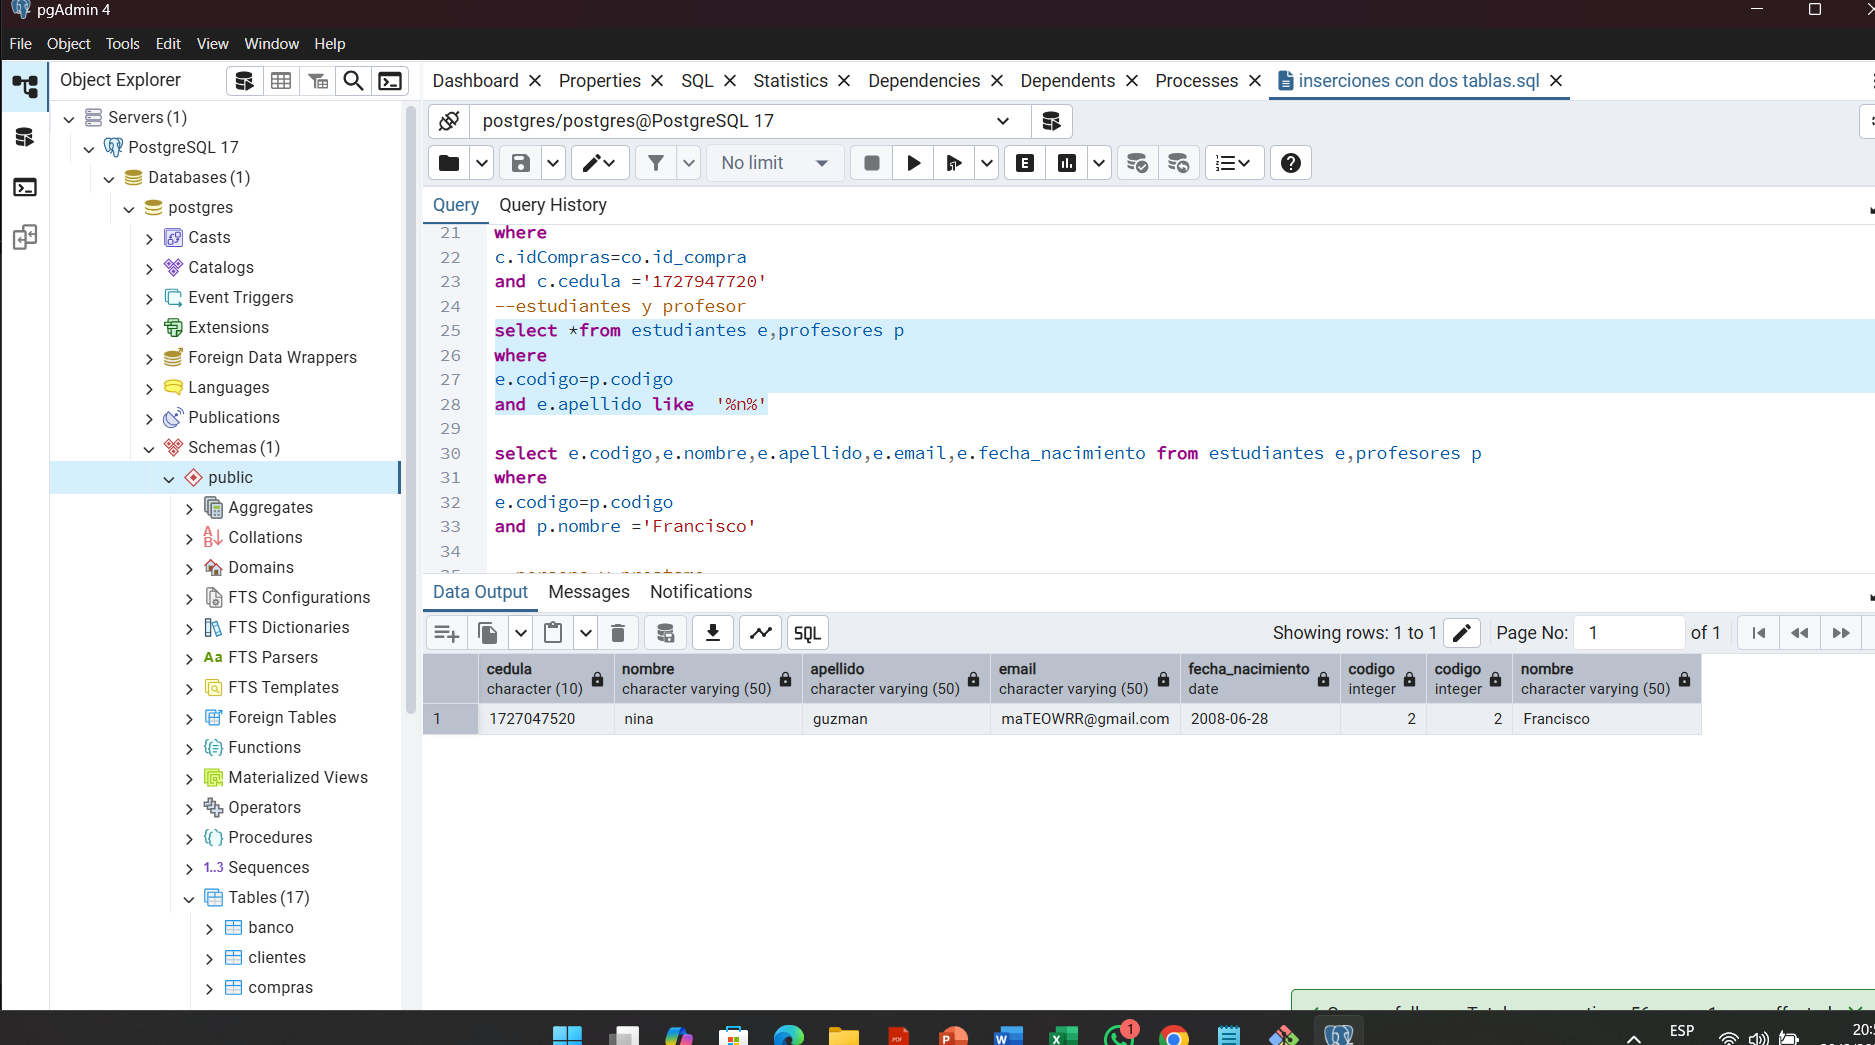 pgAdmin 4
File Object Tools Edit View Window Help
Object Explorer
Dashboard Properties SQL Statistics Dependencies Dependents Processes inserciones con dos tablas.sql
Servers (1)
PostgreSQL 17
Databases (1)
postgres
Casts
Catalogs
Event Triggers
Extensions
Foreign Data Wrappers
Languages
Publications
Schemas (1)
public
Aggregates
Collations
Domains
FTS Configurations
FTS Dictionaries
Aa FTS Parsers
FTS Templates
Foreign Tables
Functions
Materialized Views
Operators
Procedures
1..3 Sequences
Tables (17)
banco
clientes
compras
postgres/postgres@PostgreSQL 17
No limit
E
Query Query History
21 where
22 c.idCompras=co.id_compra
23 and c.cedula ='1727947720'
24 --estudiantes y profesor
25 select *from estudiantes e,profesores p
26 where
27 e.codigo=p.codigo
28 and e.apellido like  '%n%'
29
30 select e.codigo,e.nombre,e.apellido,e.email,e.fecha_nacimiento from estudiantes e,profesores p
31 where
32 e.codigo=p.codigo
33 and p.nombre ='Francisco'
34
Data Output Messages Notifications
SQL
Showing rows: 1 to 1 Page No: 1 of 1
cedula nombre apellido email fecha_nacimiento codigo codigo nombre
character (10) character varying (50) character varying (50) character varying (50) date integer integer character varying (50)
1 1727047520 nina guzman maTEOWRR@gmail.com 2008-06-28 2 2 Francisco
1
ESP
20: